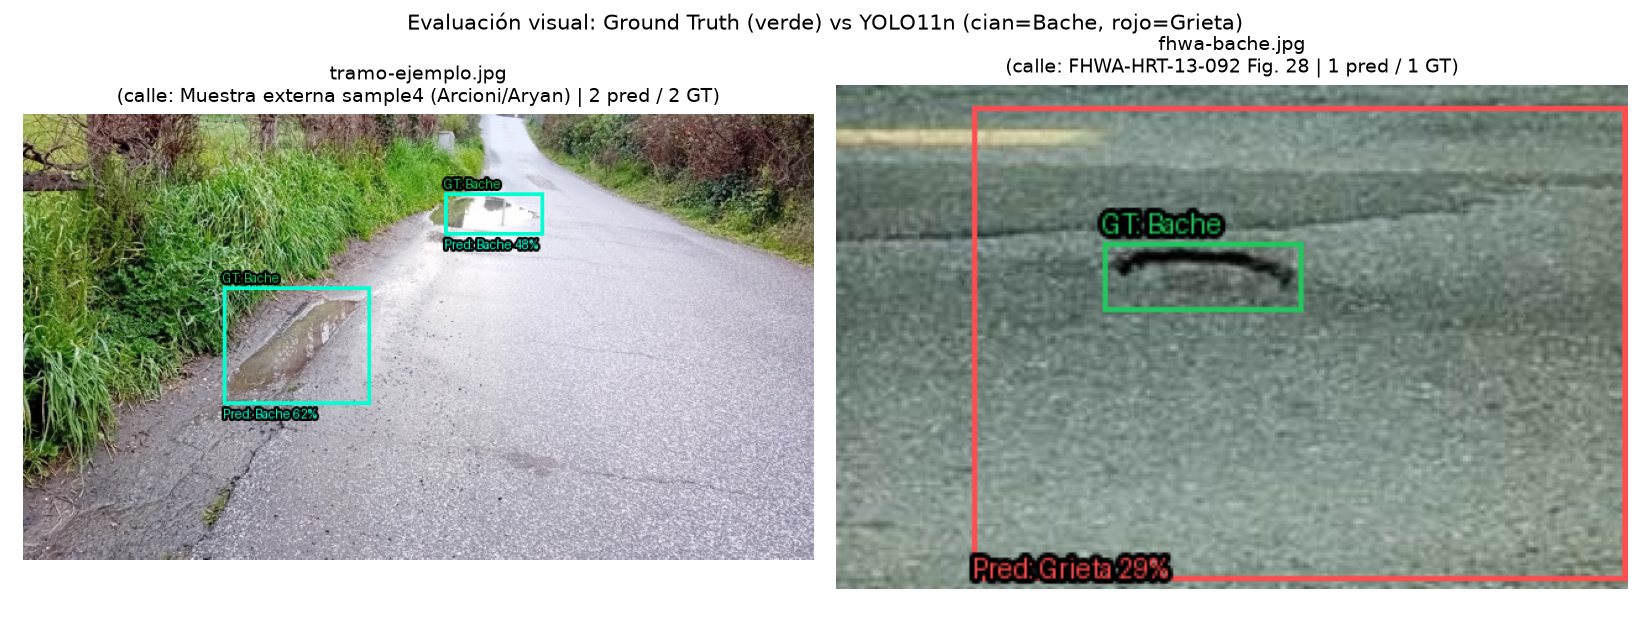 Evaluación visual: Ground Truth (verde) vs YOLO11n (cian=Bache, rojo=Grieta)
tramo-ejemplo.jpg
(calle: Muestra externa sample4 (Arcioni/Aryan) | 2 pred / 2 GT)
GT: Bache
Pred: Bache 48%
GT: Bache
Pred: Bache 62%
fhwa-bache.jpg
(calle: FHWA-HRT-13-092 Fig. 28 | 1 pred / 1 GT)
GT: Bache
Pred: Grieta 29%